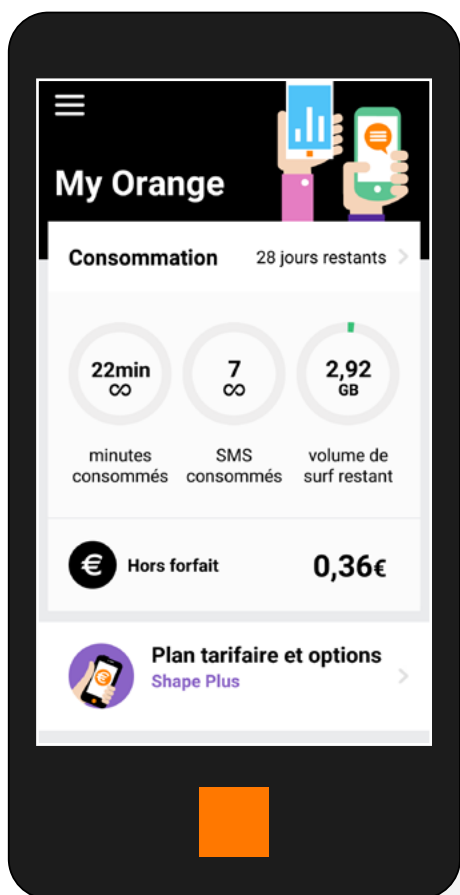 My Orange
Consommation 28 jours restants
22min
∞
7
∞
2,92
GB
minutes
consommés
SMS
consommés
volume de
surf restant
€ Hors forfait 0,36€
Plan tarifaire et options
Shape Plus